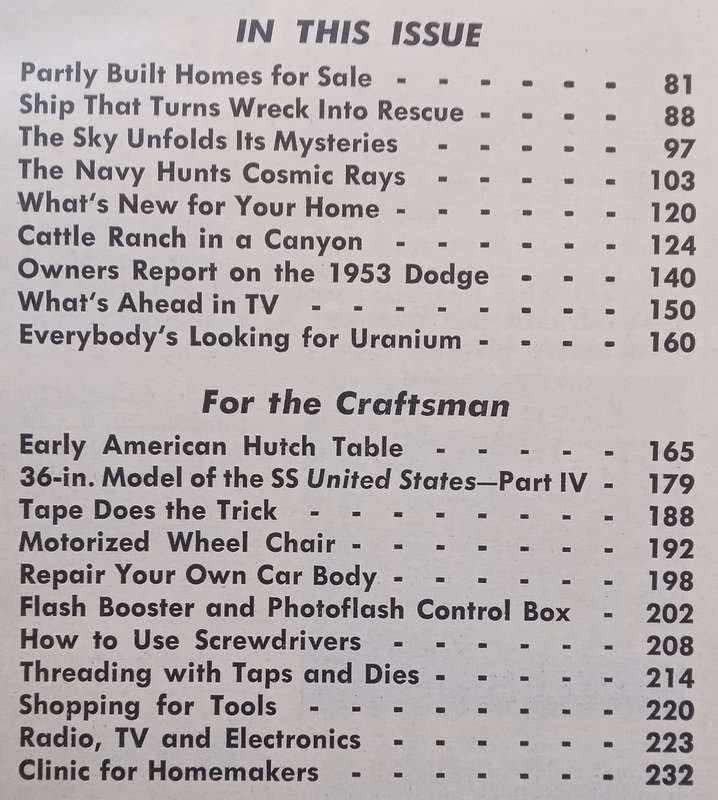 IN THIS ISSUE
Partly Built Homes for Sale - - - - - - 81
Ship That Turns Wreck Into Rescue - - - - 88
The Sky Unfolds Its Mysteries - - - - - 97
The Navy Hunts Cosmic Rays - - - - - 103
What's New for Your Home - - - - - - 120
Cattle Ranch in a Canyon - - - - - - 124
Owners Report on the 1953 Dodge - - - 140
What's Ahead in TV - - - - - - - - 150
Everybody's Looking for Uranium - - - - 160
For the Craftsman
Early American Hutch Table - - - - - 165
36-in. Model of the SS United States—Part IV - 179
Tape Does the Trick - - - - - - - - 188
Motorized Wheel Chair - - - - - - - 192
Repair Your Own Car Body - - - - - - 198
Flash Booster and Photoflash Control Box - 202
How to Use Screwdrivers - - - - - - 208
Threading with Taps and Dies - - - - - 214
Shopping for Tools - - - - - - - - 220
Radio, TV and Electronics - - - - - - 223
Clinic for Homemakers - - - - - - - 232